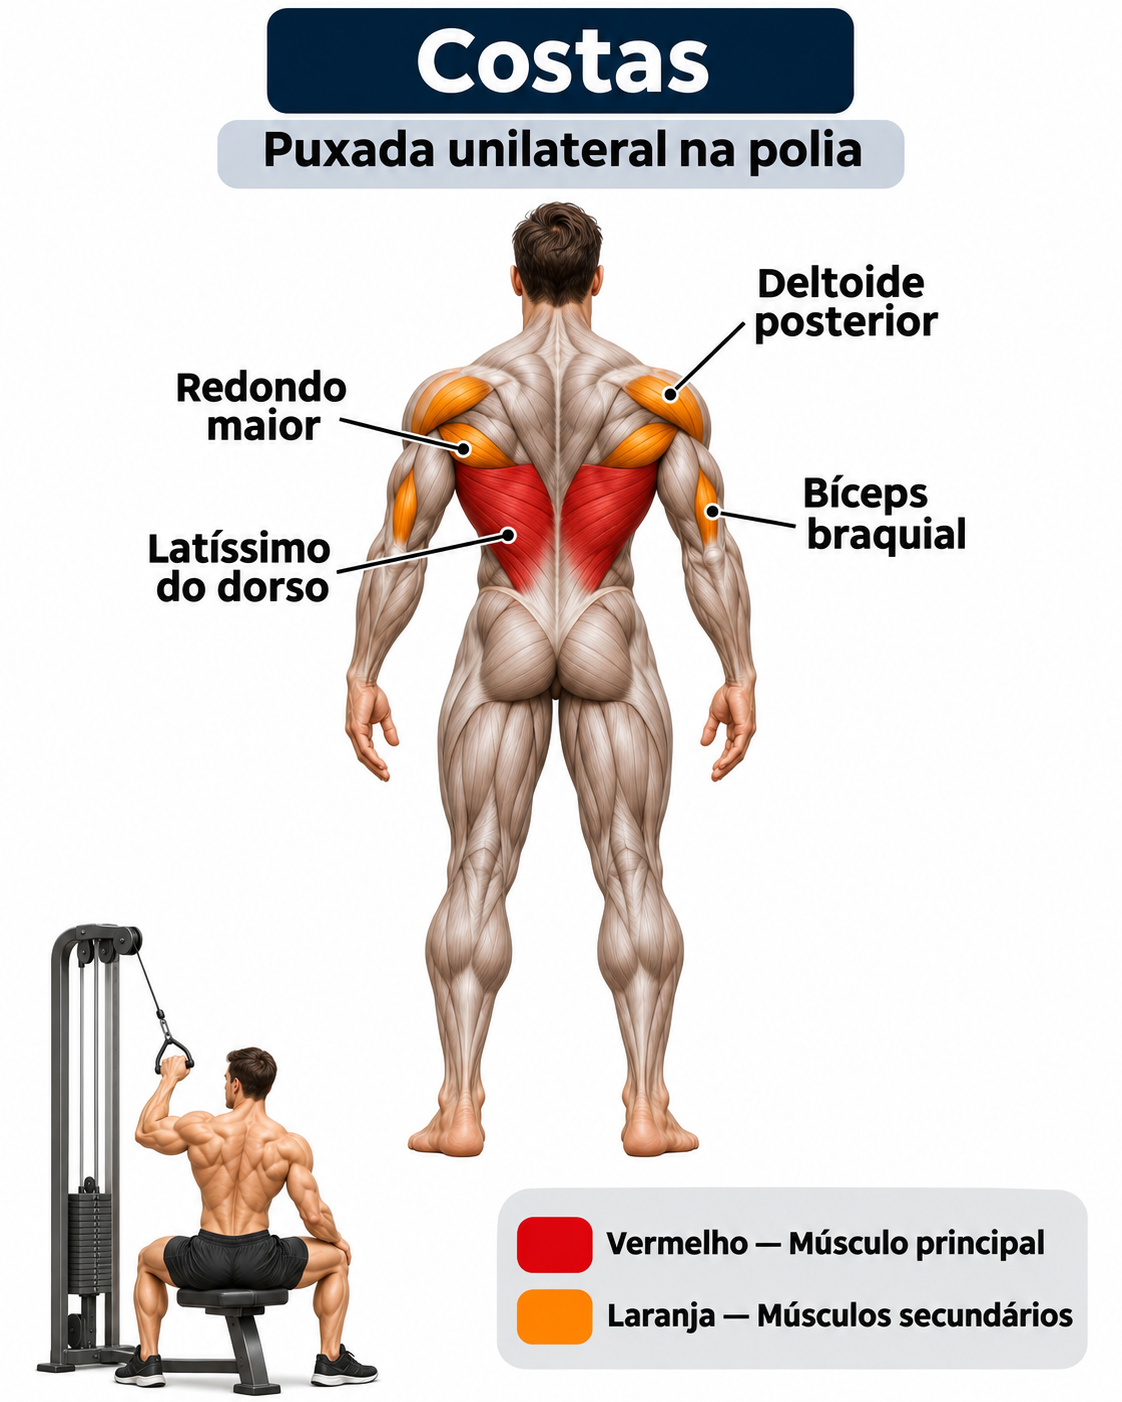 Costas
Puxada unilateral na polia
Deltoide
posterior
Redondo
maior
Bíceps
braquial
Latíssimo
do dorso
Vermelho — Músculo principal
Laranja — Músculos secundários